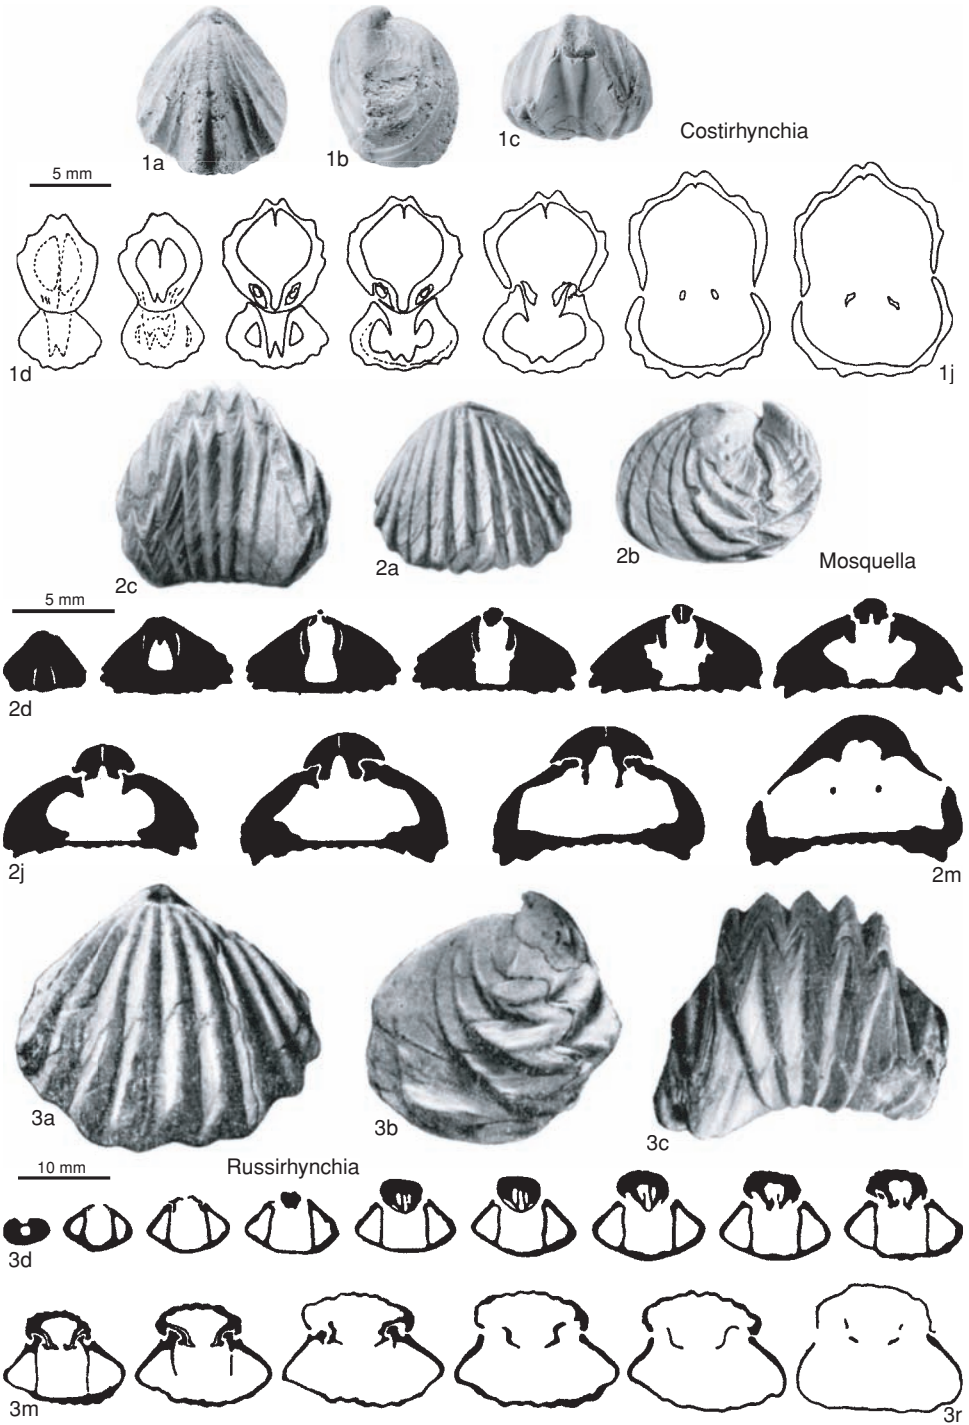 1a
1b
1c
Costirhynchia
5 mm
1d
1j
2c
2a
2b
Mosquella
5 mm
2d
2j
2m
3a
3b
3c
10 mm
Russirhynchia
3d
3m
3r